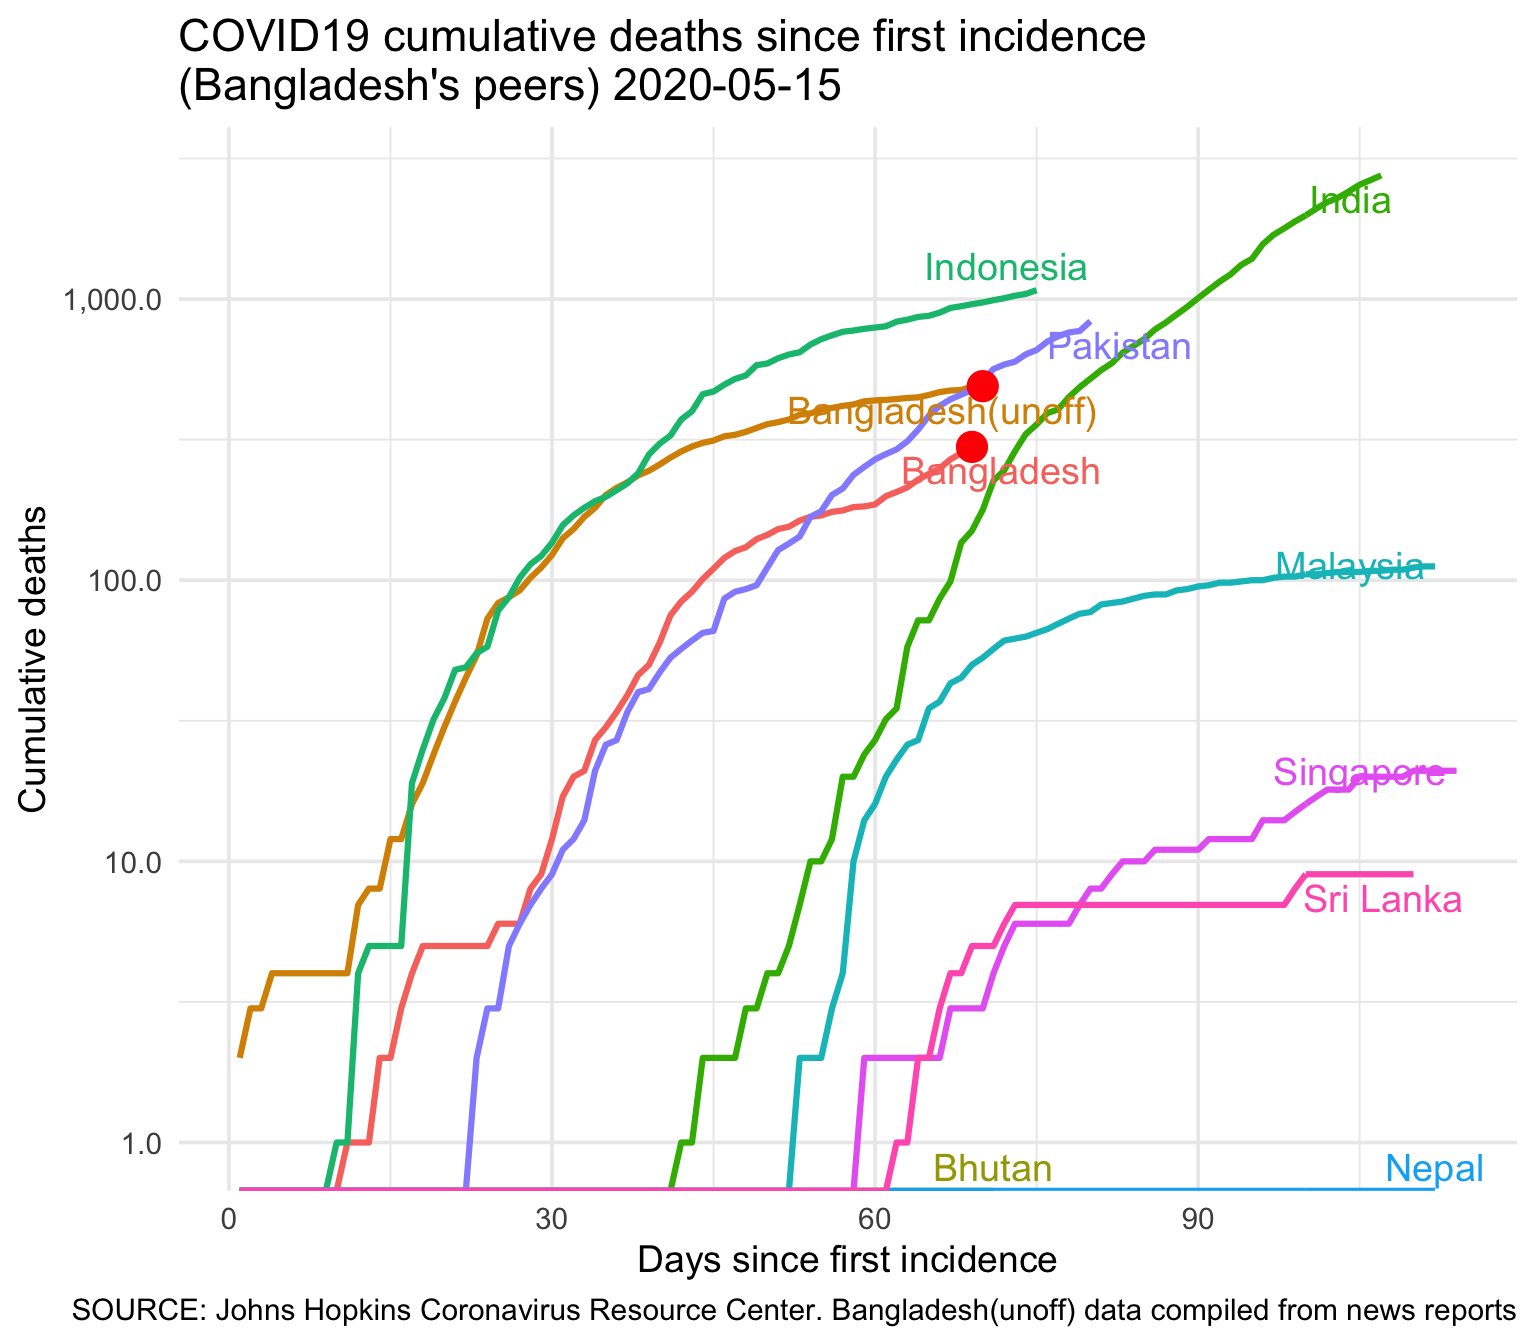 COVID19 cumulative deaths since first incidence
(Bangladesh's peers) 2020-05-15
India
Indonesia
1,000.0
Pakistan
Bangladesh(unoff)
Bangladesh
100.0
Malaysia
Cumulative deaths
Singapore
10.0
Sri Lanka
1.0
Bhutan
Nepal
0
30
60
90
Days since first incidence
SOURCE: Johns Hopkins Coronavirus Resource Center. Bangladesh(unoff) data compiled from news reports